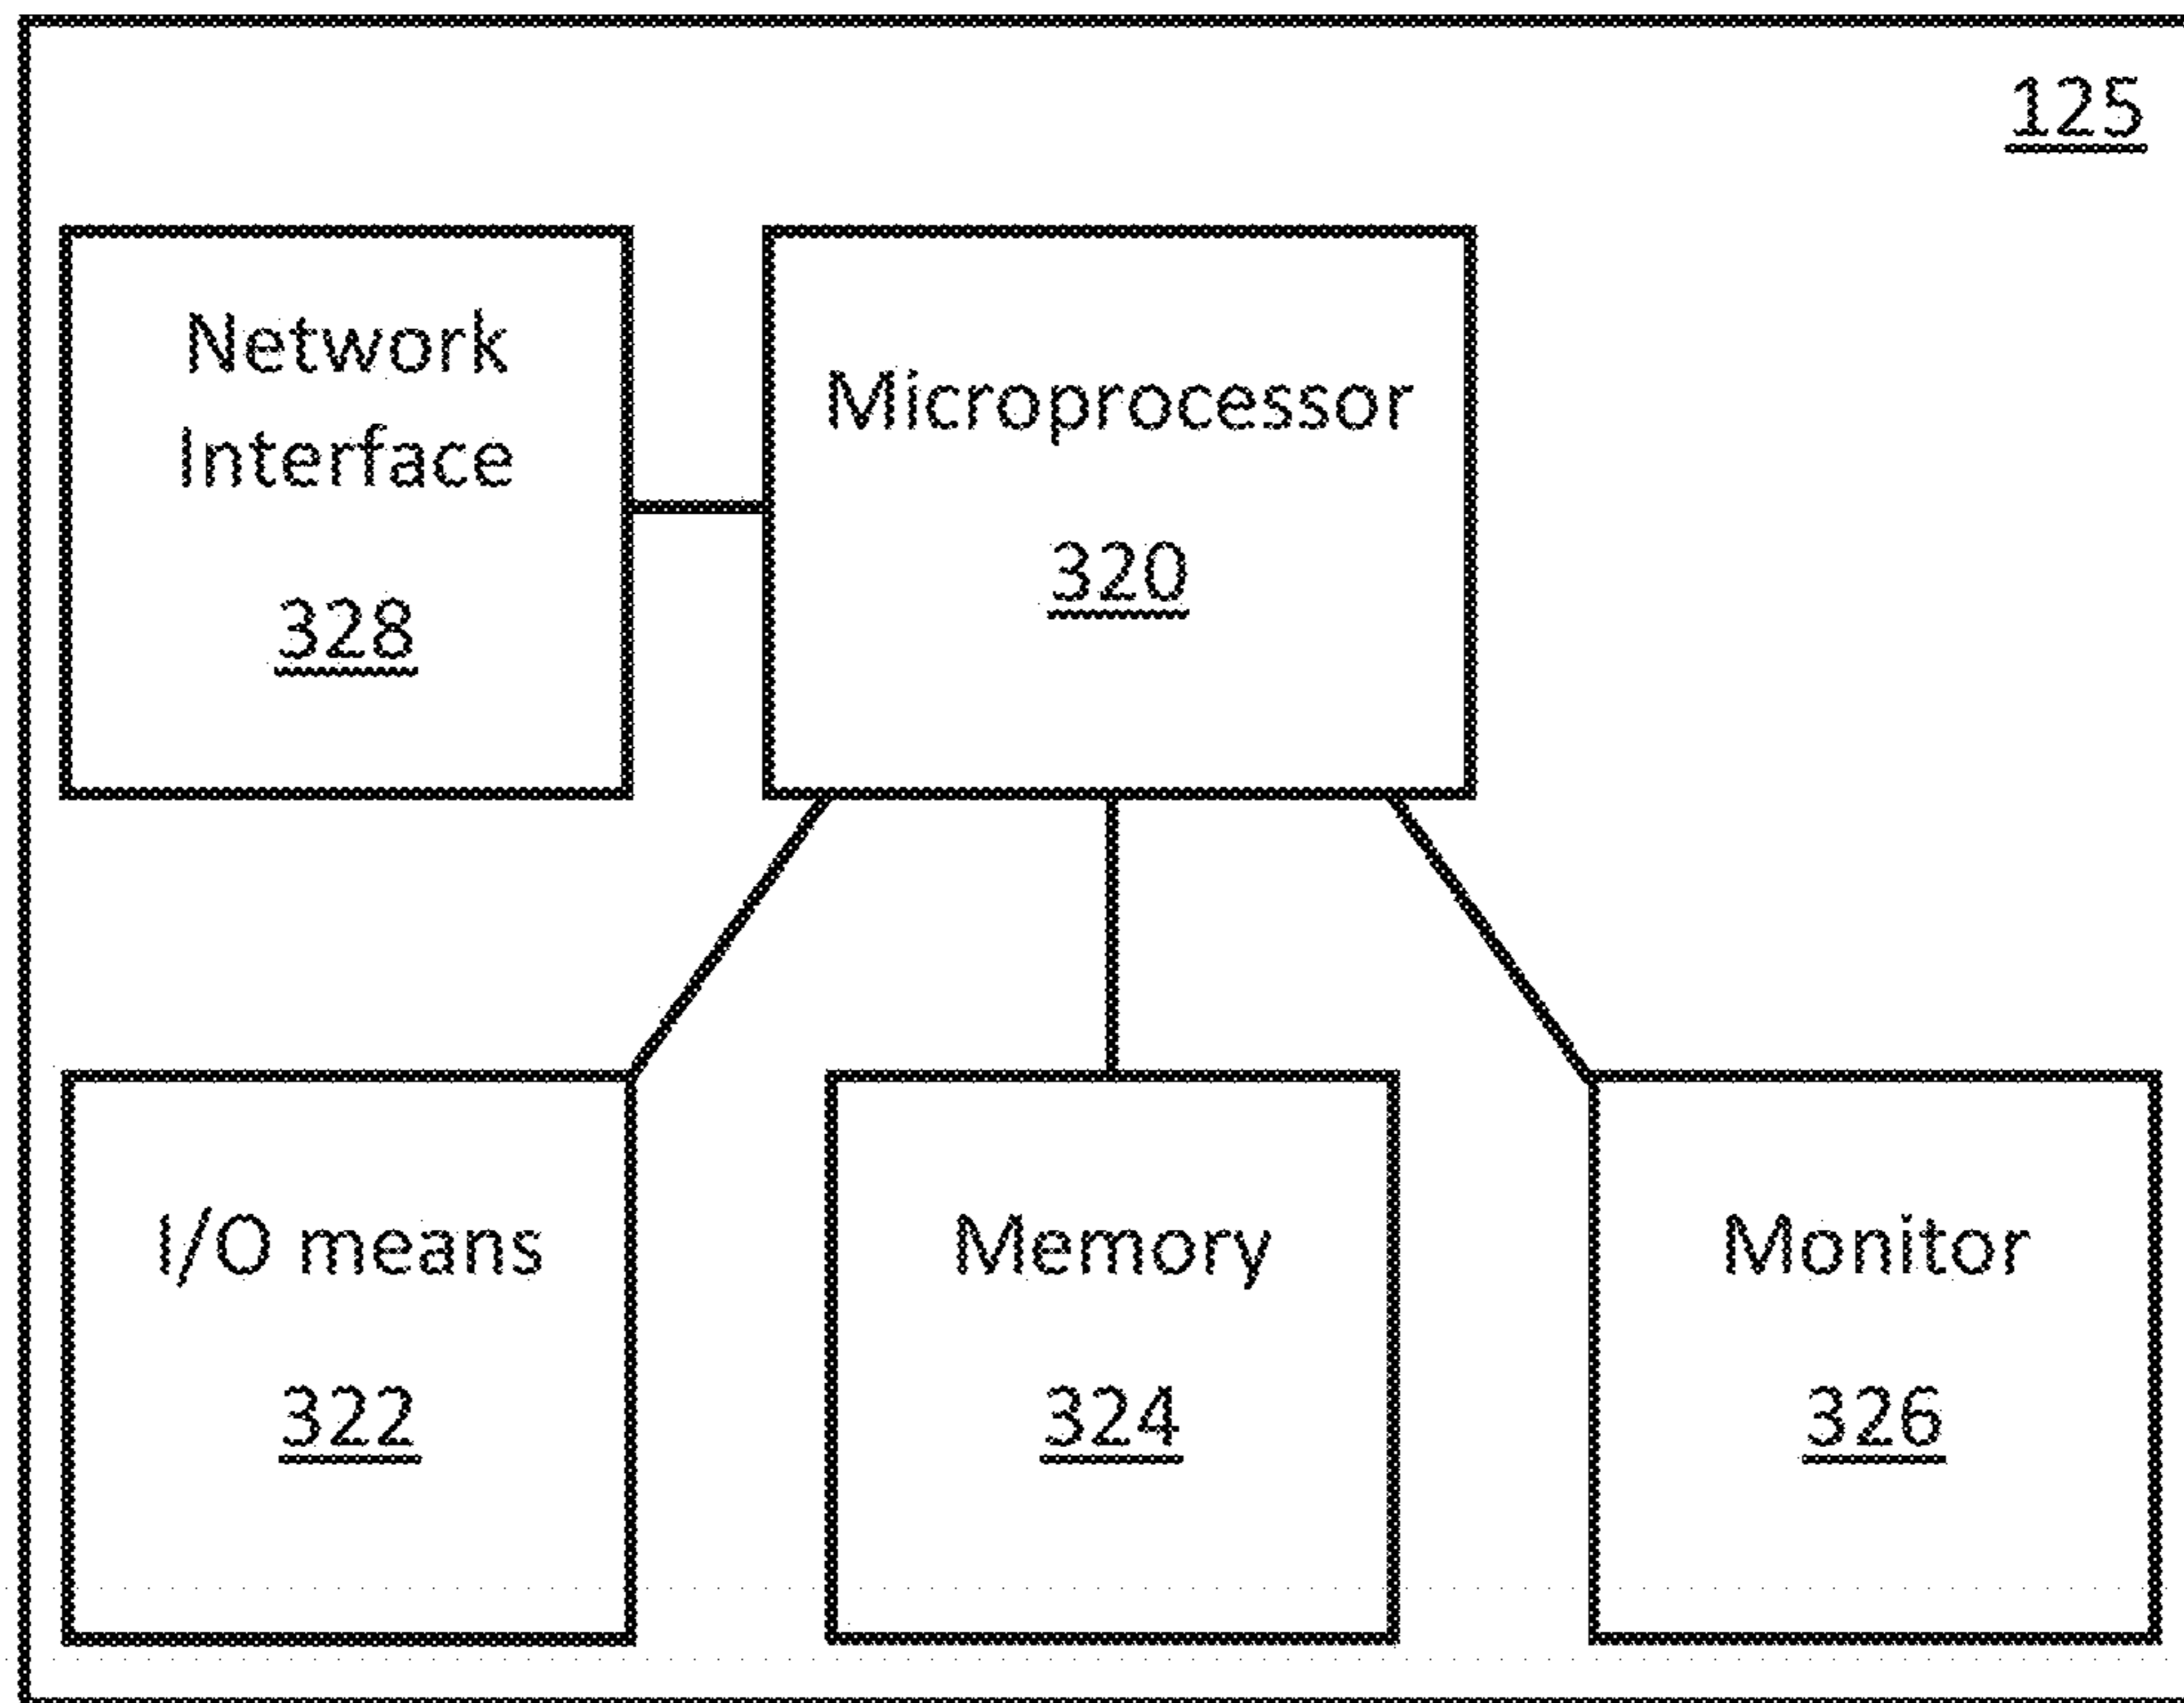 125
Network
Interface
328
Microprocessor
320
I/O means
322
Memory
324
Monitor
326